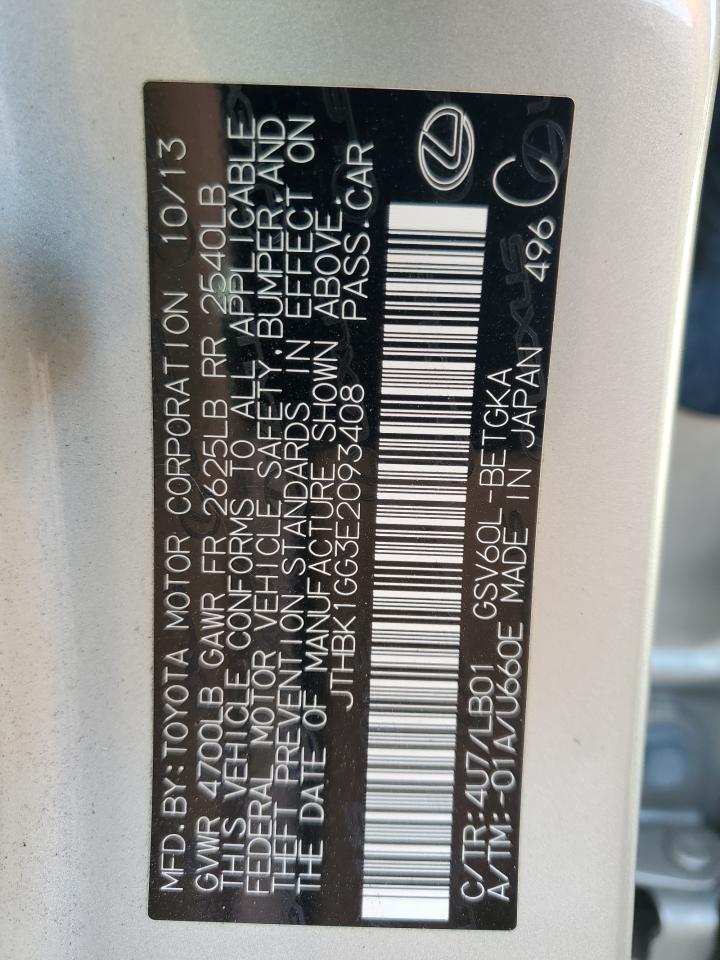 MFD. BY: TOYOTA MOTOR CORPORATION 10/13
GVWR 4700LB GAWR FR 2625LB RR 2540LB
THIS VEHICLE CONFORMS TO ALL APPLICABLE
FEDERAL MOTOR VEHICLE SAFETY, BUMPER, AND
THEFT PREVENTION STANDARDS IN EFFECT ON
THE DATE OF MANUFACTURE SHOWN ABOVE.
JTHBK1GG3E2093408 PASS. CAR
C/TR: 4U7/LB01 GSV60L-BETGKA
A/TM: -01A/U660E MADE IN JAPAN 496 C